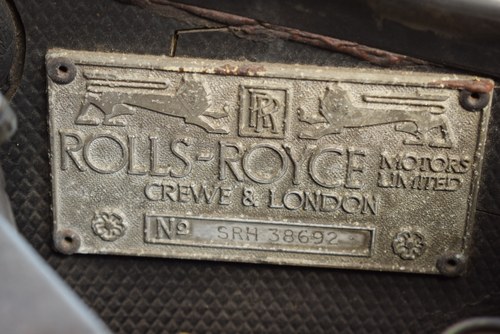 RR
ROLLS-ROYCE MOTORS LIMITED
CREWE & LONDON
Nº SRH 38692